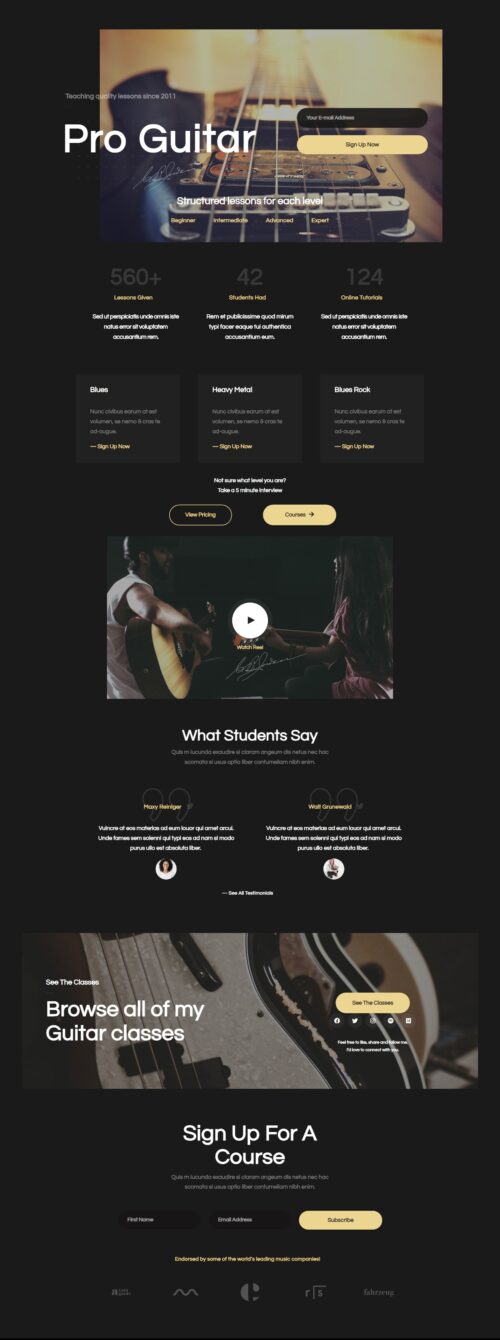 Teaching quality lessons since 2011
Pro Guitar
Your E-mail Address
Sign Up Now
Structured lessons for each level
Beginner Intermediate Advanced Expert
560+ 42 124
Lessons Given Students Had Online Tutorials
Sed ut perspiciatis unde omnis iste
natus error sit voluptatem
accusantium rem.
Rem et publicissime quod mirum
typi facer eaque tui authentica
accusantium eum.
Sed ut perspiciatis unde omnis iste
natus error sit voluptatem
accusantium rem.
Blues
Nunc civibus earum at est
volumen, se nemo & cras te
ad-augue.
— Sign Up Now
Heavy Metal
Nunc civibus earum at est
volumen, se nemo & cras te
ad-augue.
— Sign Up Now
Blues Rock
Nunc civibus earum at est
volumen, se nemo & cras te
ad-augue.
— Sign Up Now
Not sure what level you are?
Take a 5 minute interview
View Pricing
Courses →
Watch Reel
What Students Say
Quis m iucunda exaudire si claram angeum dis netus nec hac
scomata si usus optio liber contumeliam nibh enim.
Maxy Reiniger
Vulnare at eos materias ad eum louor qui amet arcul.
Unde fames sem solenni qui typi eos ad nam si modo
purus ullo est absoluta liber.
Walt Grunewald
Vulnare at eos materias ad eum louor qui amet arcul.
Unde fames sem solenni qui typi eos ad nam si modo
purus ullo est absoluta liber.
— See All Testimonials
See The Classes
Browse all of my
Guitar classes
See The Classes
Feel free to like, share and follow me.
I'd love to connect with you.
Sign Up For A
Course
Quis m iucunda exaudire si claram angeum dis netus nec hac
scomata si usus optio liber contumeliam nibh enim.
First Name
Email Address
Subscribe
Endorsed by some of the world's leading music companies!
r|s
fahrzeug